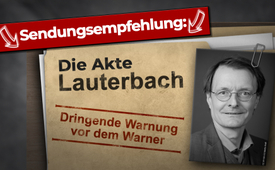 Sendungsempfehlung:
Die Akte
Lauterbach
Dringende Warnung
vor dem Warner